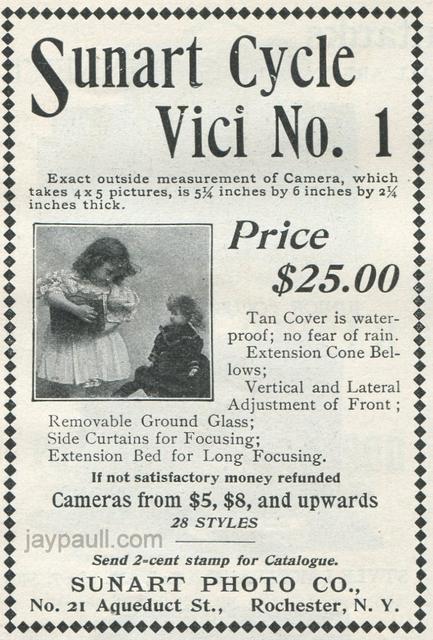 Sunart Cycle
Vici No. 1
Exact outside measurement of Camera, which
takes 4x5 pictures, is 5¼ inches by 6 inches by 2¼
inches thick.
Price
$25.00
Tan Cover is water-
proof; no fear of rain.
Extension Cone Bel-
lows;
Vertical and Lateral
Adjustment of Front;
Removable Ground Glass;
Side Curtains for Focusing;
Extension Bed for Long Focusing.
If not satisfactory money refunded
Cameras from $5, $8, and upwards
28 STYLES
jaypaull.com
Send 2-cent stamp for Catalogue.
SUNART PHOTO CO.,
No. 21 Aqueduct St., Rochester, N. Y.